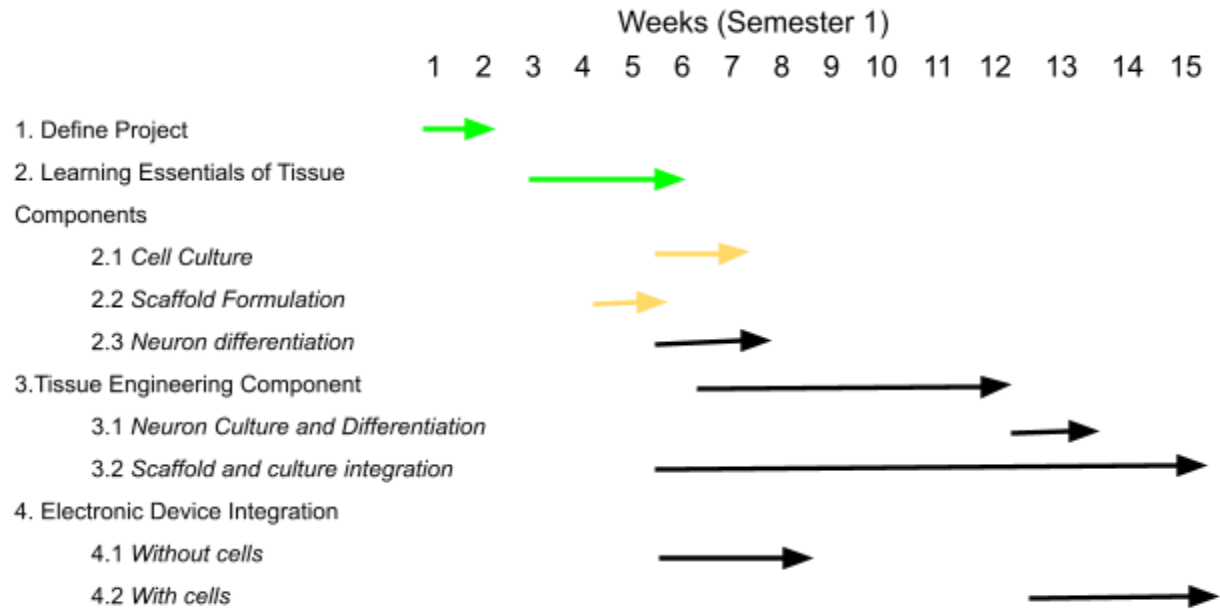 Weeks (Semester 1)
1 2 3 4 5 6 7 8 9 10 11 12 13 14 15
1. Define Project
2. Learning Essentials of Tissue
Components
2.1 Cell Culture
2.2 Scaffold Formulation
2.3 Neuron differentiation
3.Tissue Engineering Component
3.1 Neuron Culture and Differentiation
3.2 Scaffold and culture integration
4. Electronic Device Integration
4.1 Without cells
4.2 With cells